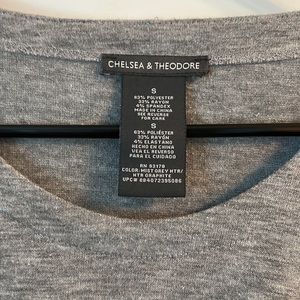 CHELSEA & THEODORE
S
63% POLYESTER
33% RAYON
4% SPANDEX
MADE IN CHINA
SEE REVERSE
FOR CARE
S
63% POLIÉSTER
33% RAYÓN
4% ELASTANO
HECHO EN CHINA
VEA EL REVERSO
PARA EL CUIDADO
RN 93179
COLOR: MIST GREY HTR/
HTR GRAPHITE